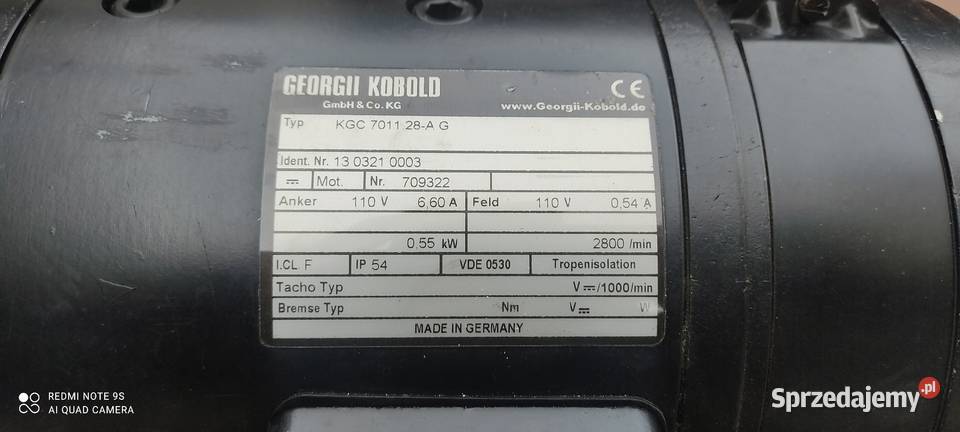 GEORGII KOBOLD CE
GmbH & Co. KG www.Georgii-Kobold.de
Typ KGC 7011 28-A G
Ident. Nr. 13 0321 0003
Mot. Nr. 709322
Anker 110 V 6,60 A Feld 110 V 0,54 A
0,55 kW 2800 /min
I.CL F IP 54 VDE 0530 Tropenisolation
Tacho Typ V⎓/1000/min
Bremse Typ Nm V⎓ W
MADE IN GERMANY
REDMI NOTE 9S
AI QUAD CAMERA
Sprzedajemy.pl